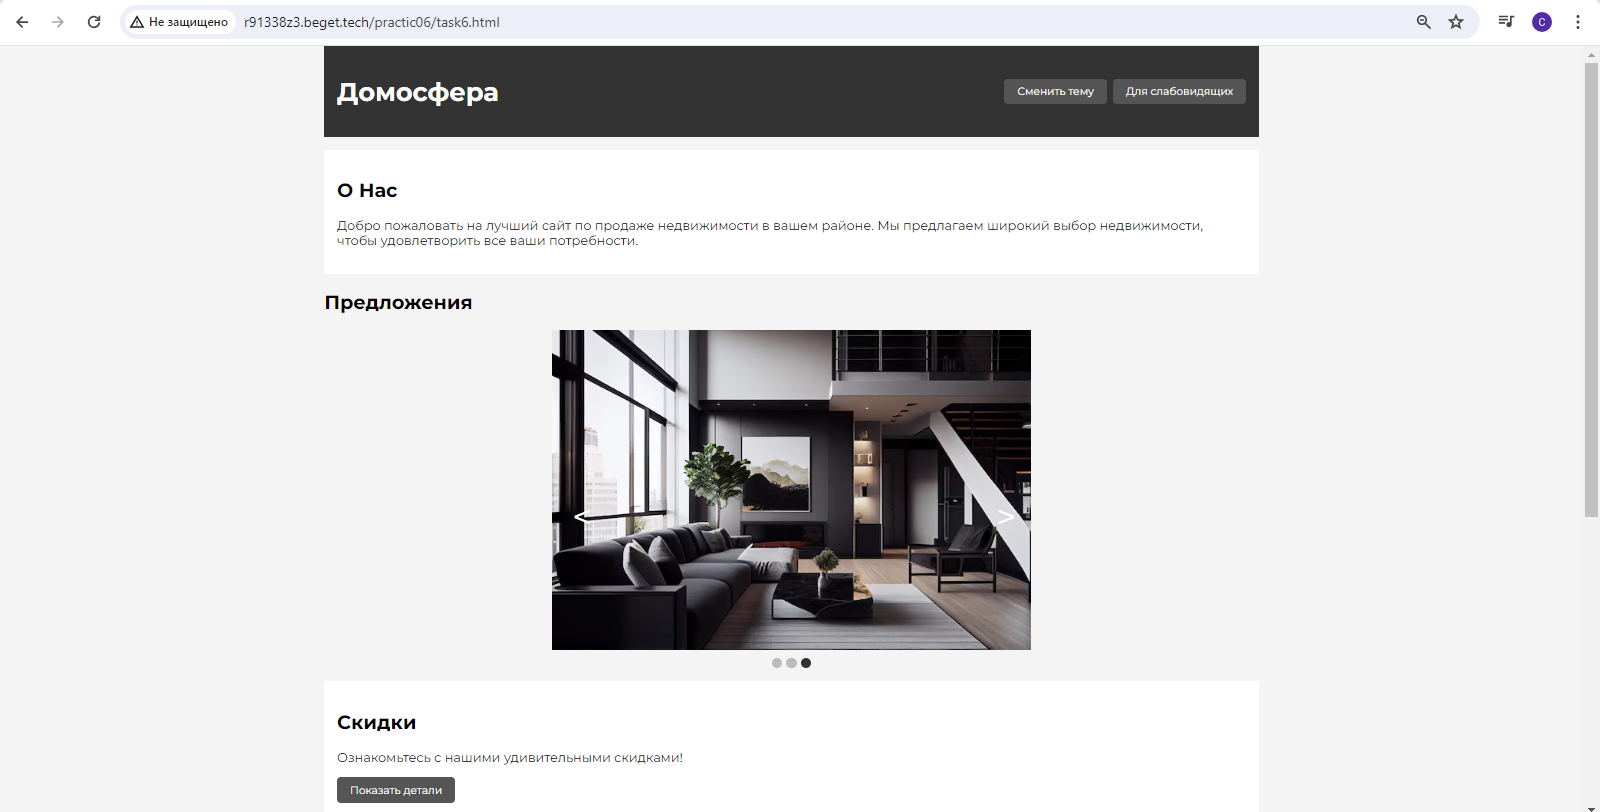 Не защищено
r91338z3.beget.tech/practic06/task6.html
C
Домосфера
Сменить тему
Для слабовидящих
О Нас
Добро пожаловать на лучший сайт по продаже недвижимости в вашем районе. Мы предлагаем широкий выбор недвижимости,
чтобы удовлетворить все ваши потребности.
Предложения
<
>
Скидки
Ознакомьтесь с нашими удивительными скидками!
Показать детали